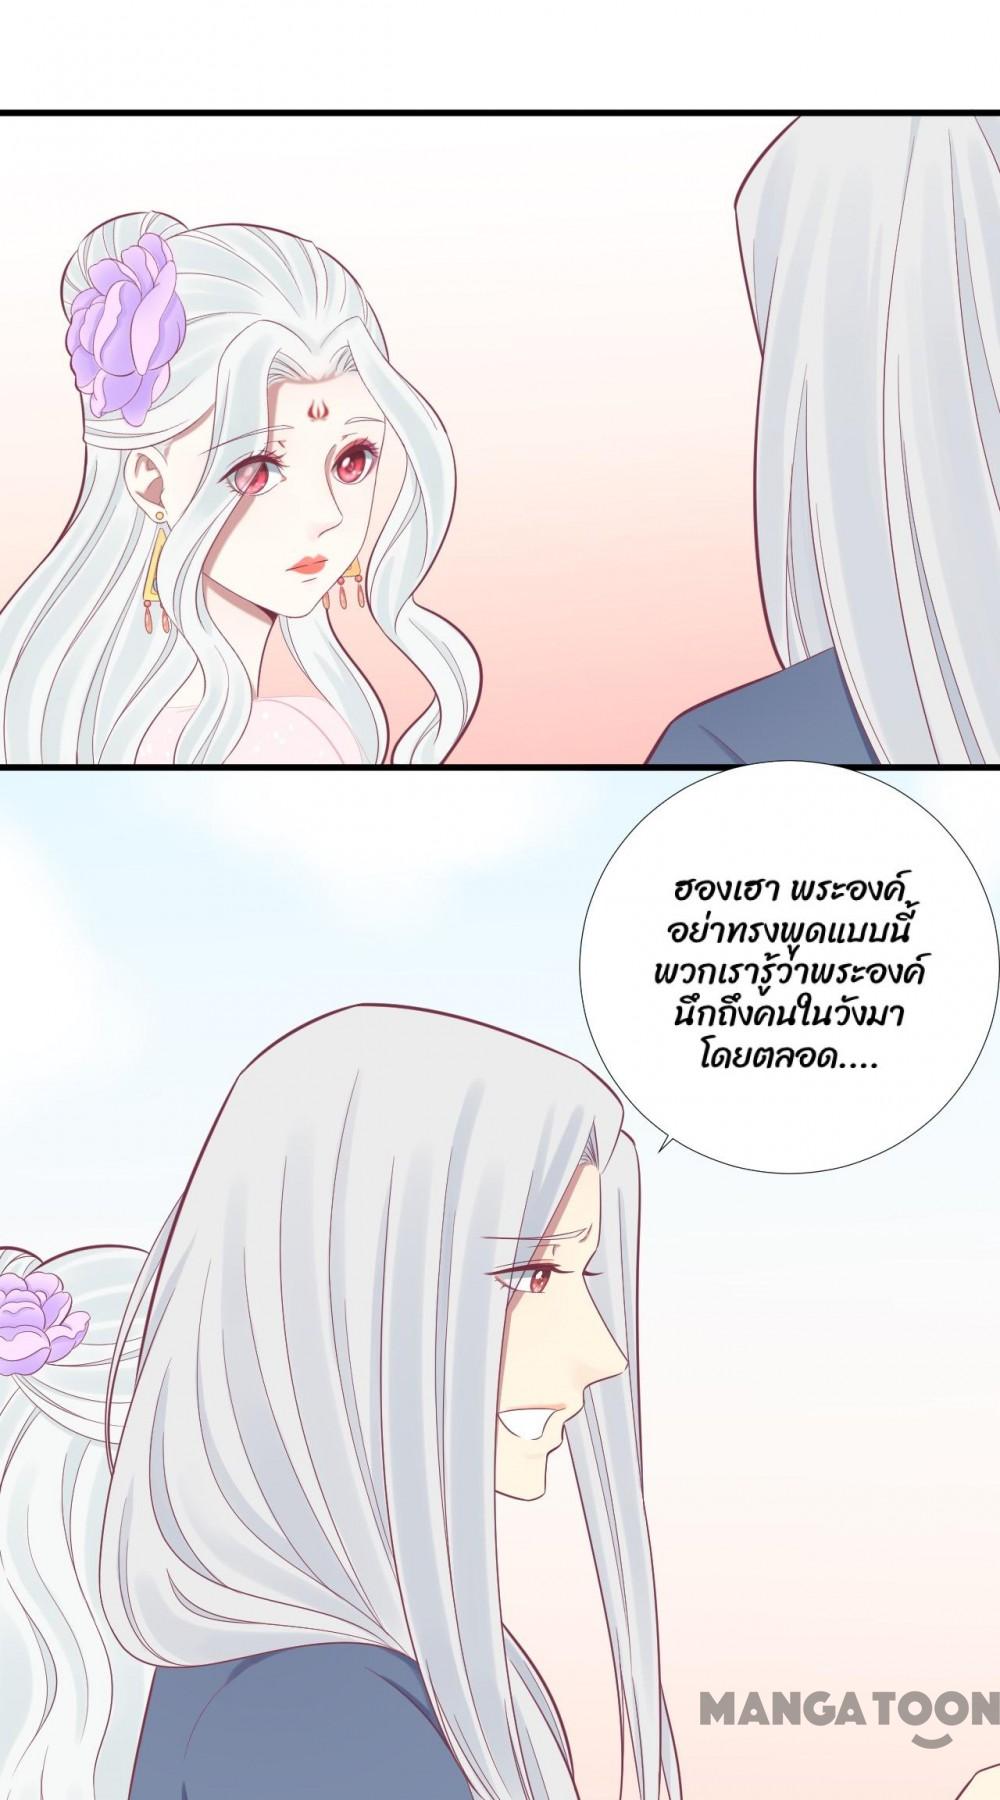 ฮองเฮา พระองค์
อย่าทรงพูดแบบนี้
พวกเรารู้ว่าพระองค์
นึกถึงคนในวังมา
โดยตลอด....
MANGATOON